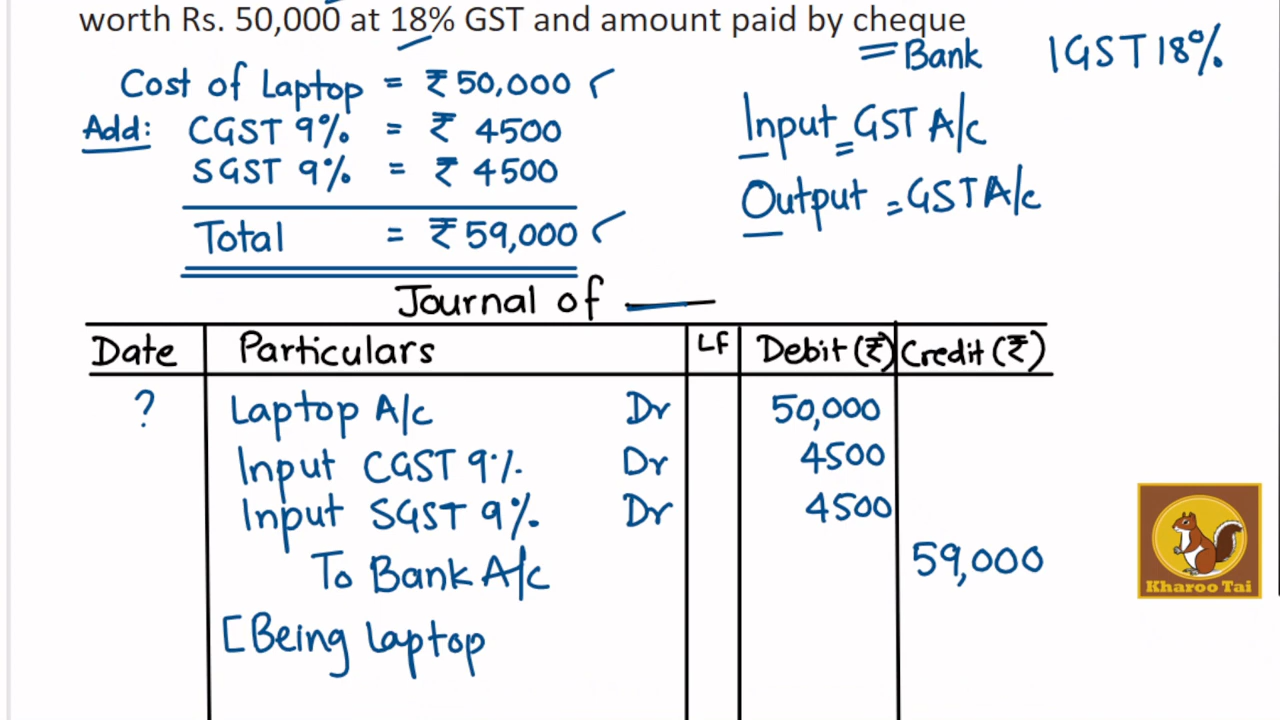 worth Rs. 50,000 at 18% GST and amount paid by cheque
= Bank IGST 18%
Cost of Laptop = ₹ 50,000
Add: CGST 9% = ₹ 4500
SGST 9% = ₹ 4500
Total = ₹ 59,000
Input = GST A/c
Output = GST A/c
Journal of
Date Particulars LF Debit (₹) Credit (₹)
? Laptop A/c Dr 50,000
Input CGST 9% Dr 4500
Input SGST 9% Dr 4500
To Bank A/c 59,000
[Being laptop
Kharoo Tai